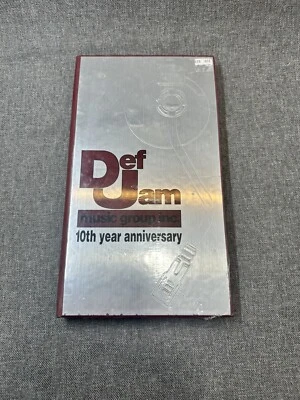 Def
Jam
music group inc.
10th year anniversary